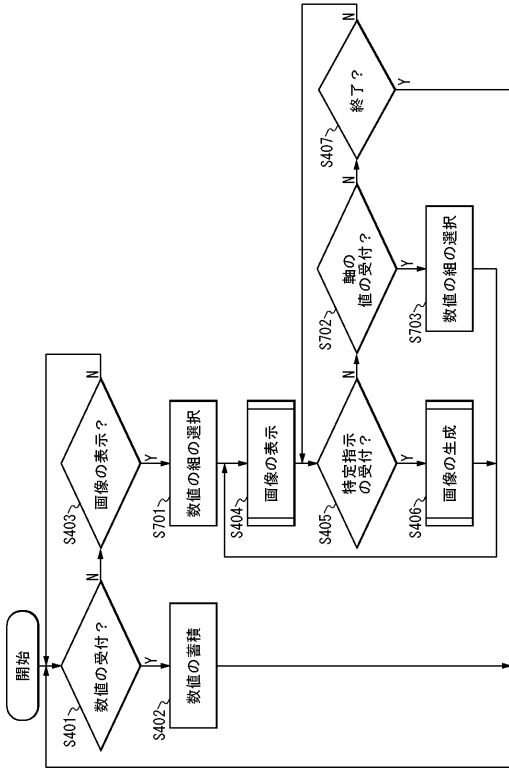 開始
S401
数値の受付？
N
Y
S402
数値の蓄積
S403
画像の表示？
N
Y
S701
数値の組の選択
S404
画像の表示
S405
特定指示
の受付？
N
Y
S406
画像の生成
S702
軸の
値の受付？
N
Y
S703
数値の組の選択
S407
終了？
N
Y